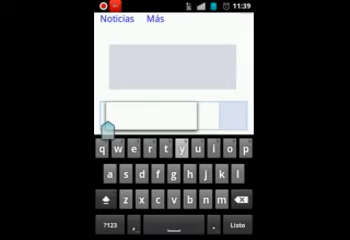 11:39
Noticias Más
q w e r t y u i o p
a s d f g h j k l
z x c v b n m
?123 , . Listo